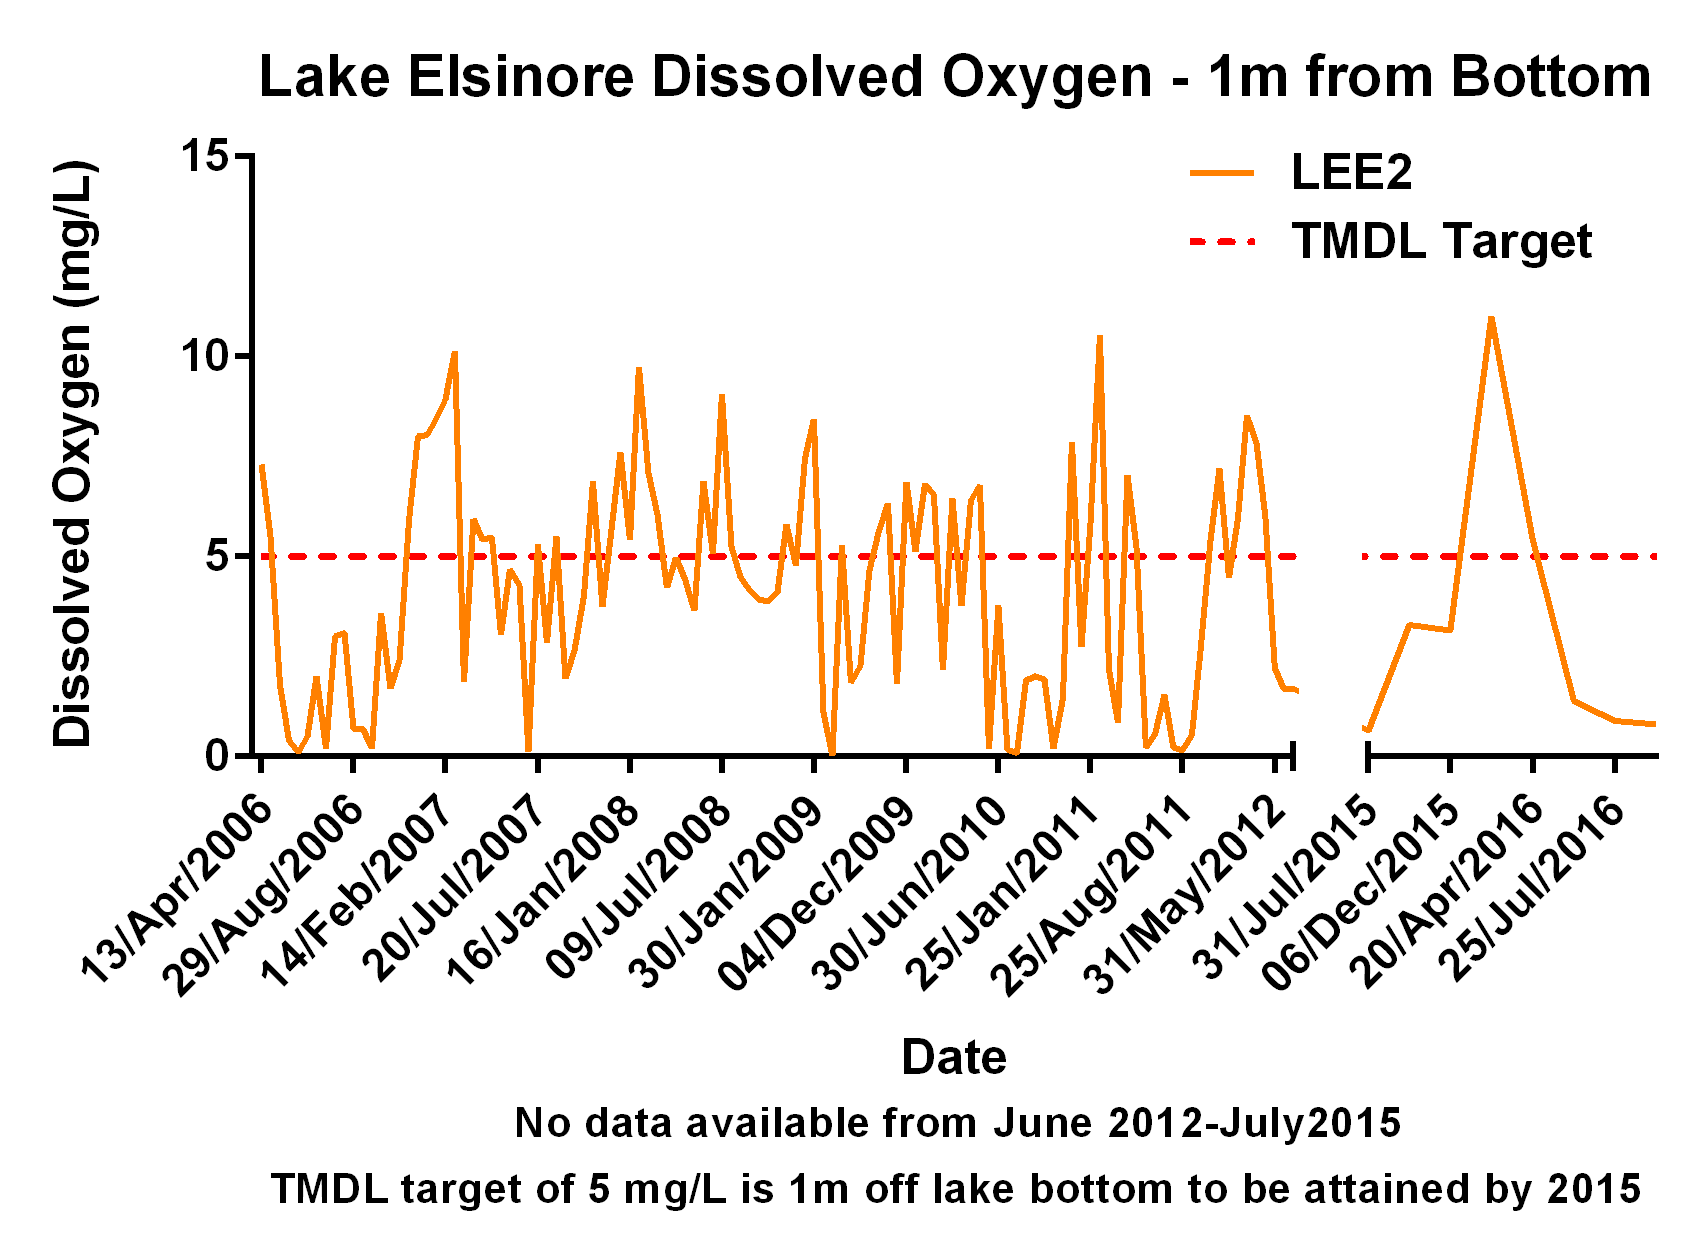 Lake Elsinore Dissolved Oxygen - 1m from Bottom
Dissolved Oxygen (mg/L)
15
10
5
0
LEE2
TMDL Target
13/Apr/2006
29/Aug/2006
14/Feb/2007
20/Jul/2007
16/Jan/2008
09/Jul/2008
30/Jan/2009
04/Dec/2009
30/Jun/2010
25/Jan/2011
25/Aug/2011
31/May/2012
31/Jul/2015
06/Dec/2015
20/Apr/2016
25/Jul/2016
Date
No data available from June 2012-July2015
TMDL target of 5 mg/L is 1m off lake bottom to be attained by 2015